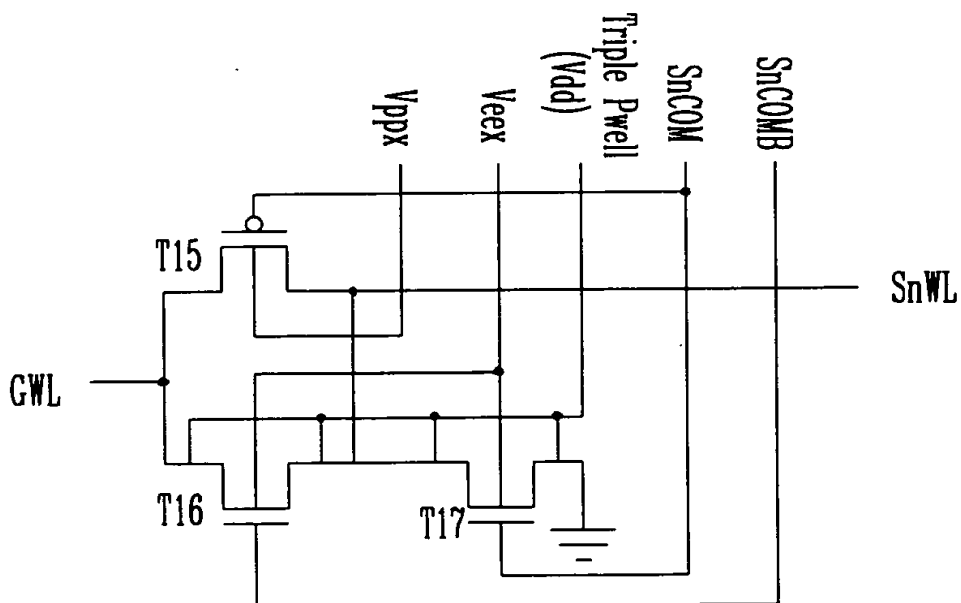 Vppx
Veex
Triple Pwell
(Vdd)
SnCOM
SnCOMB
T15
SnWL
GWL
T16
T17